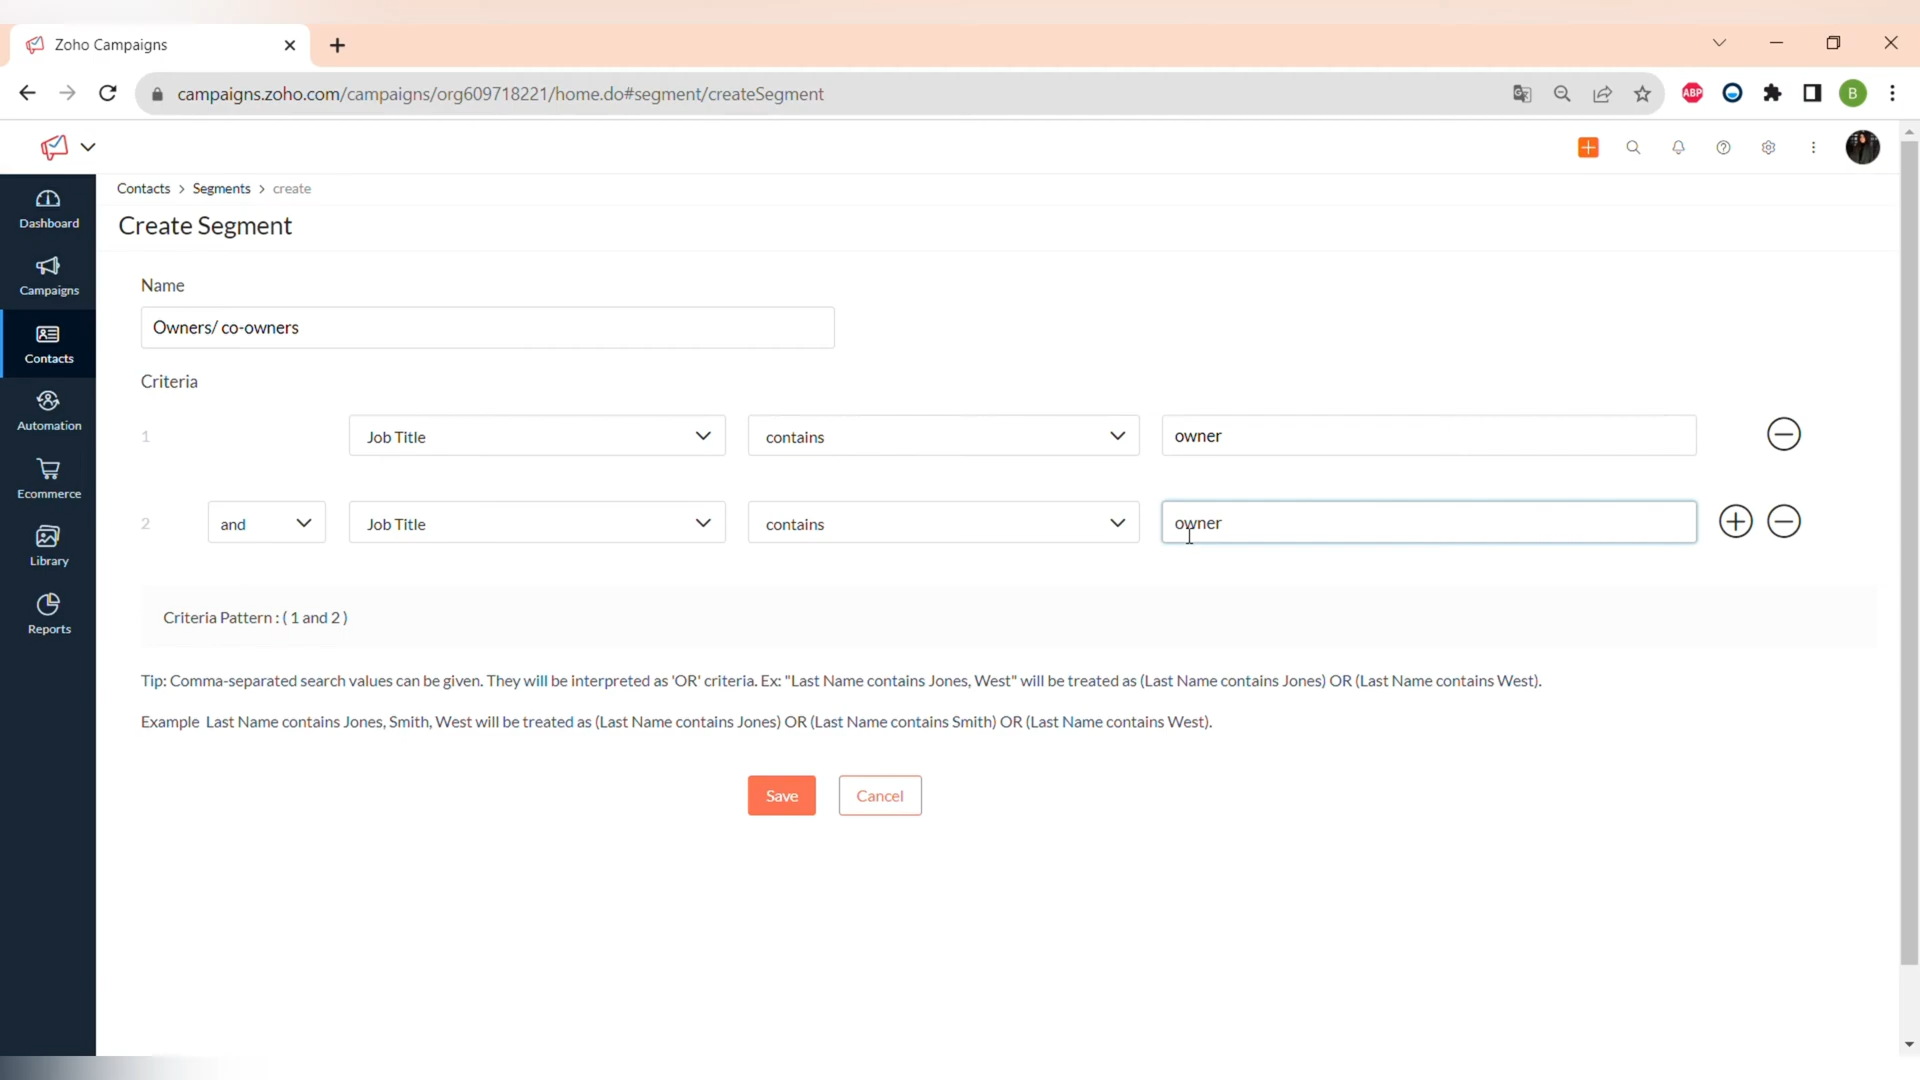 Zoho Campaigns
campaigns.zoho.com/campaigns/org609718221/home.do#segment/createSegment
ABP
B
Contacts > Segments > create
Create Segment
Dashboard
Campaigns
Contacts
Automation
Ecommerce
Library
Reports
Name
Owners/ co-owners
Criteria
1 Job Title contains owner
2 and Job Title contains owner
Criteria Pattern : ( 1 and 2 )
Tip: Comma-separated search values can be given. They will be interpreted as 'OR' criteria. Ex: "Last Name contains Jones, West" will be treated as (Last Name contains Jones) OR (Last Name contains West).
Example Last Name contains Jones, Smith, West will be treated as (Last Name contains Jones) OR (Last Name contains Smith) OR (Last Name contains West).
Save Cancel